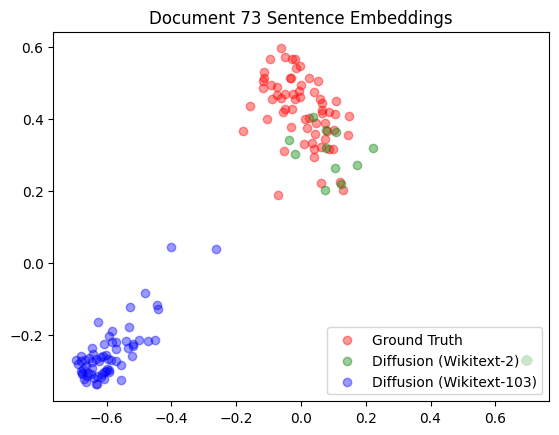 Document 73 Sentence Embeddings
0.6
0.4
0.2
0.0
−0.2
Ground Truth
Diffusion (Wikitext-2)
Diffusion (Wikitext-103)
−0.6 −0.4 −0.2 0.0 0.2 0.4 0.6